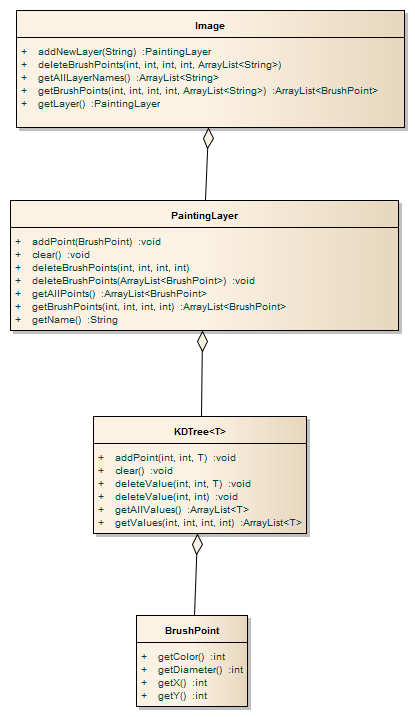 Image
+ addNewLayer(String) :PaintingLayer
+ deleteBrushPoints(int, int, int, int, ArrayList<String>)
+ getAllLayerNames() :ArrayList<String>
+ getBrushPoints(int, int, int, int, ArrayList<String>) :ArrayList<BrushPoint>
+ getLayer() :PaintingLayer
PaintingLayer
+ addPoint(BrushPoint) :void
+ clear() :void
+ deleteBrushPoints(int, int, int, int)
+ deleteBrushPoints(ArrayList<BrushPoint>) :void
+ getAllPoints() :ArrayList<BrushPoint>
+ getBrushPoints(int, int, int, int) :ArrayList<BrushPoint>
+ getName() :String
KDTree<T>
+ addPoint(int, int, T) :void
+ clear() :void
+ deleteValue(int, int, T) :void
+ deleteValue(int, int) :void
+ getAllValues() :ArrayList<T>
+ getValues(int, int, int, int) :ArrayList<T>
BrushPoint
+ getColor() :int
+ getDiameter() :int
+ getX() :int
+ getY() :int